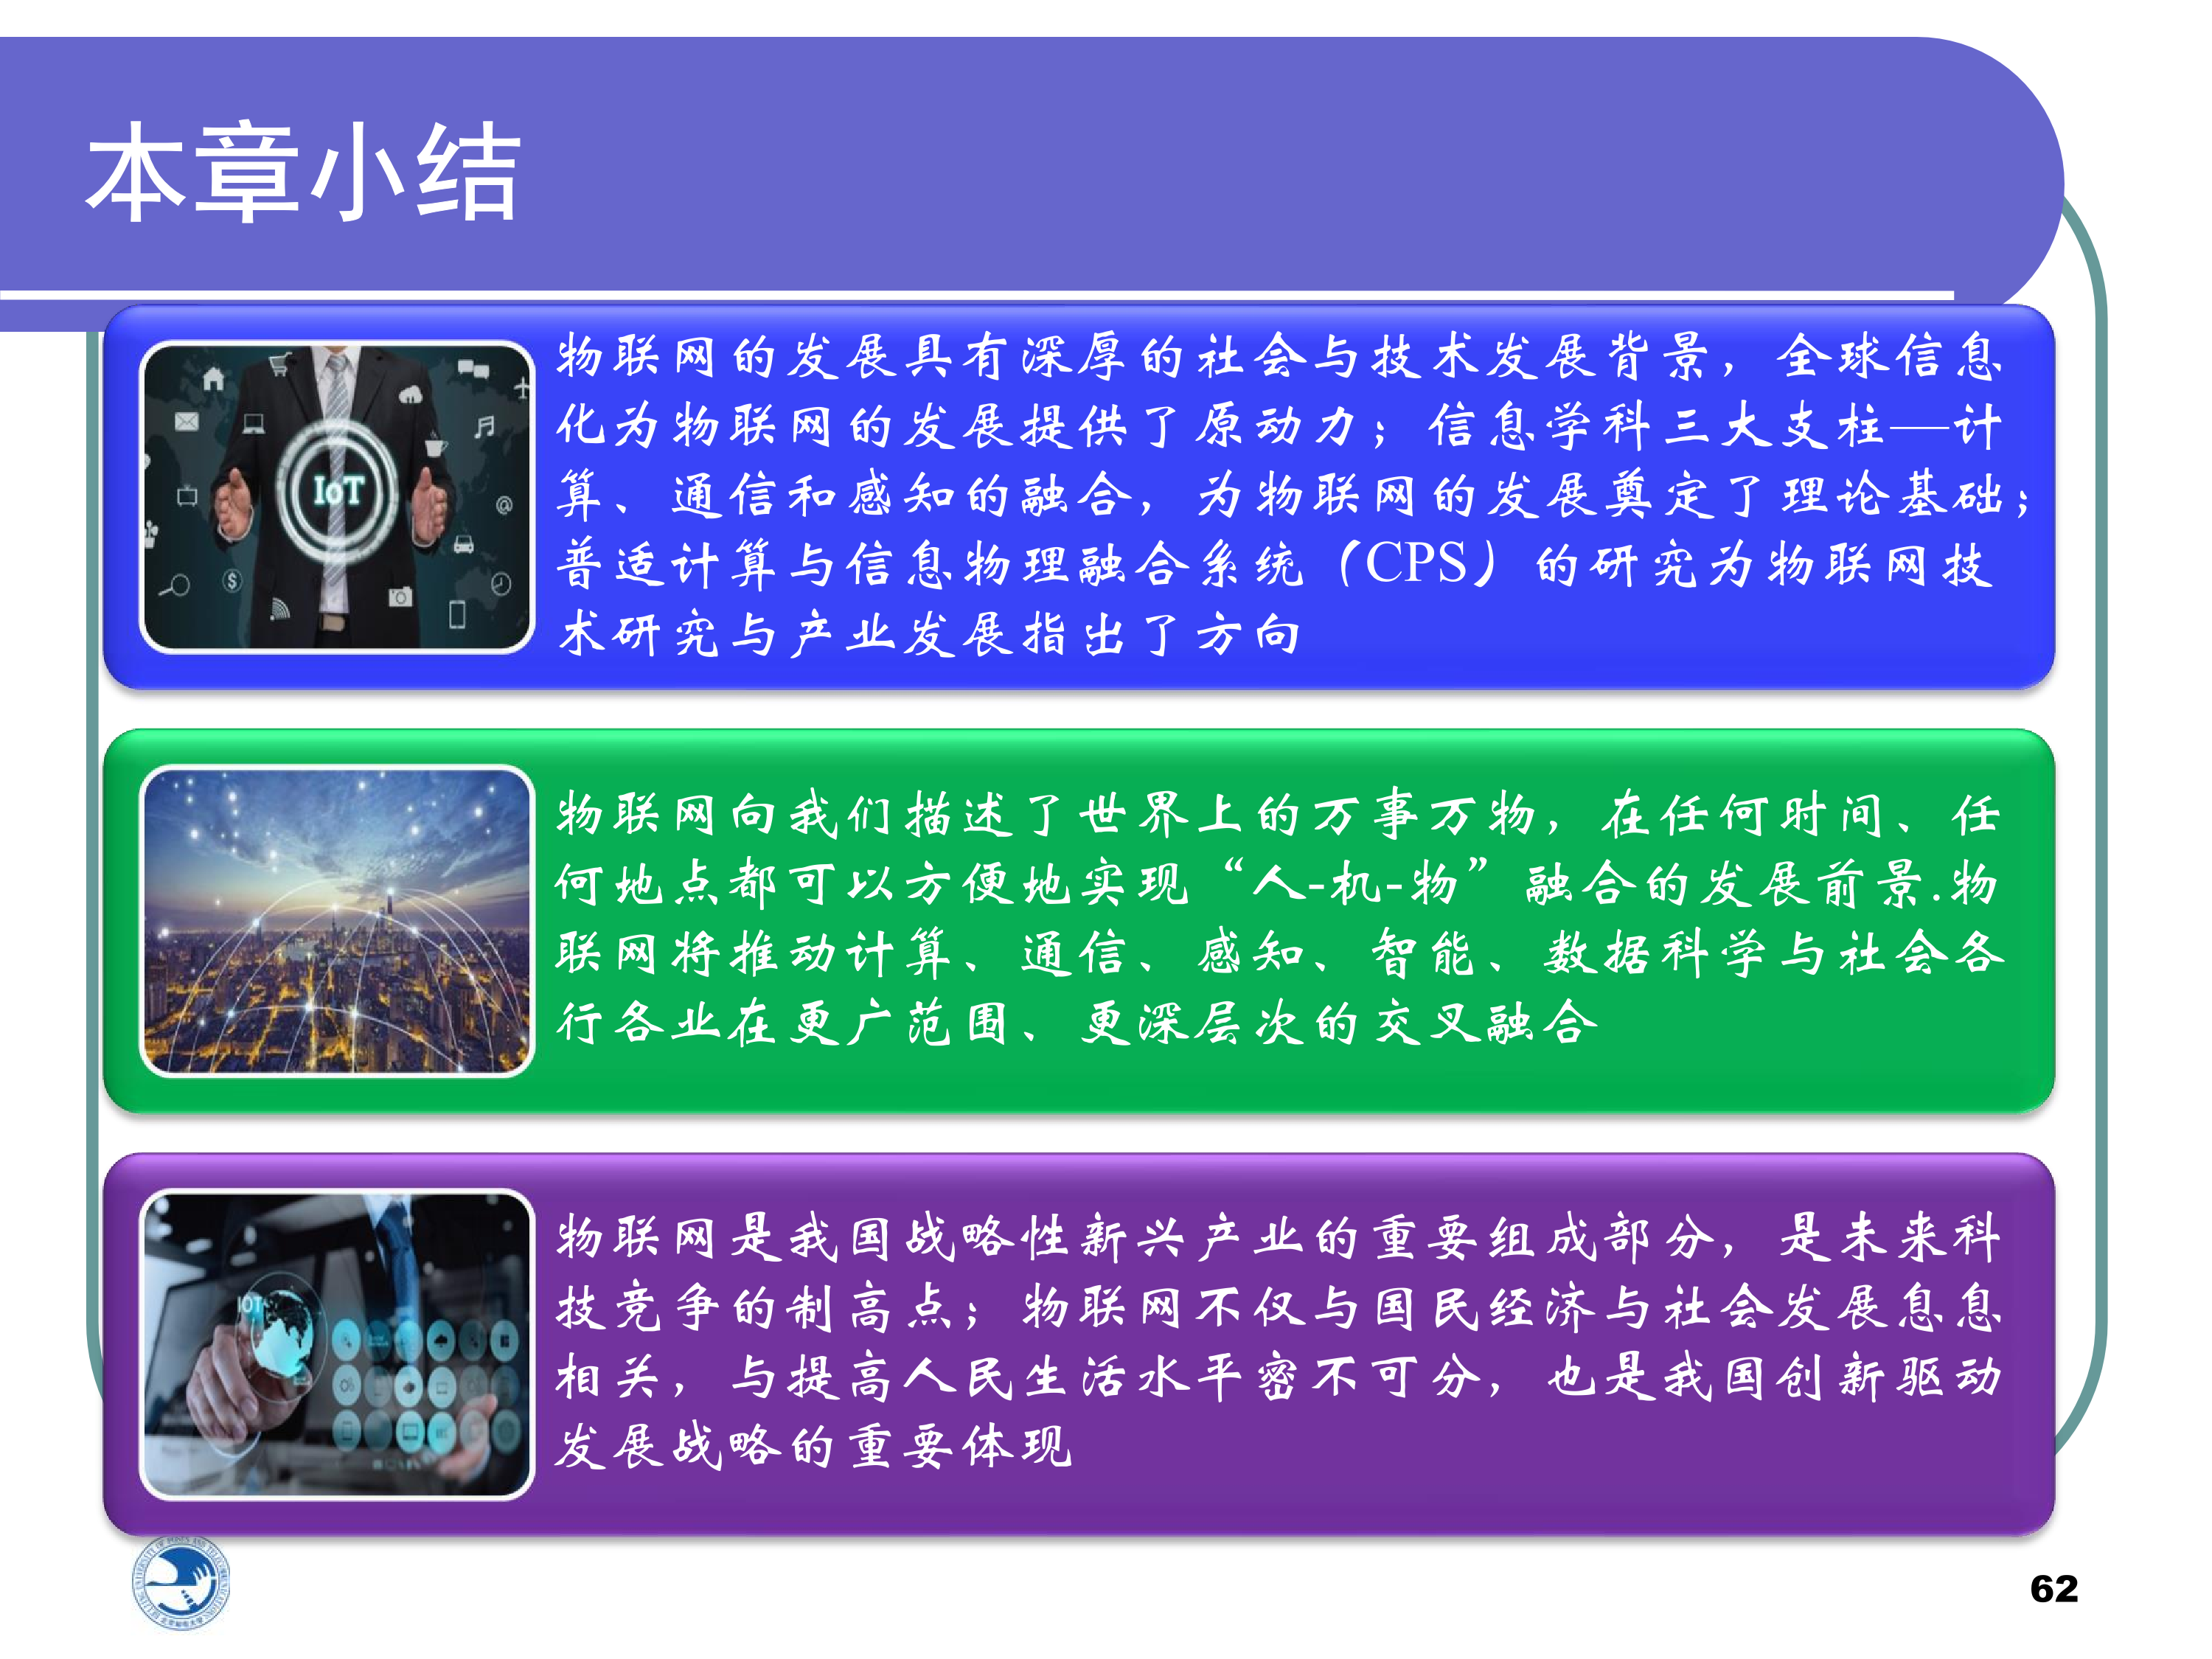 本章小结
IoT
物联网的发展具有深厚的社会与技术发展背景，全球信息
化为物联网的发展提供了原动力；信息学科三大支柱—计
算、通信和感知的融合，为物联网的发展奠定了理论基础；
普适计算与信息物理融合系统（CPS）的研究为物联网技
术研究与产业发展指出了方向
物联网向我们描述了世界上的万事万物，在任何时间、任
何地点都可以方便地实现“人-机-物”融合的发展前景.物
联网将推动计算、通信、感知、智能、数据科学与社会各
行各业在更广范围、更深层次的交叉融合
IOT
物联网是我国战略性新兴产业的重要组成部分，是未来科
技竞争的制高点；物联网不仅与国民经济与社会发展息息
相关，与提高人民生活水平密不可分，也是我国创新驱动
发展战略的重要体现
62